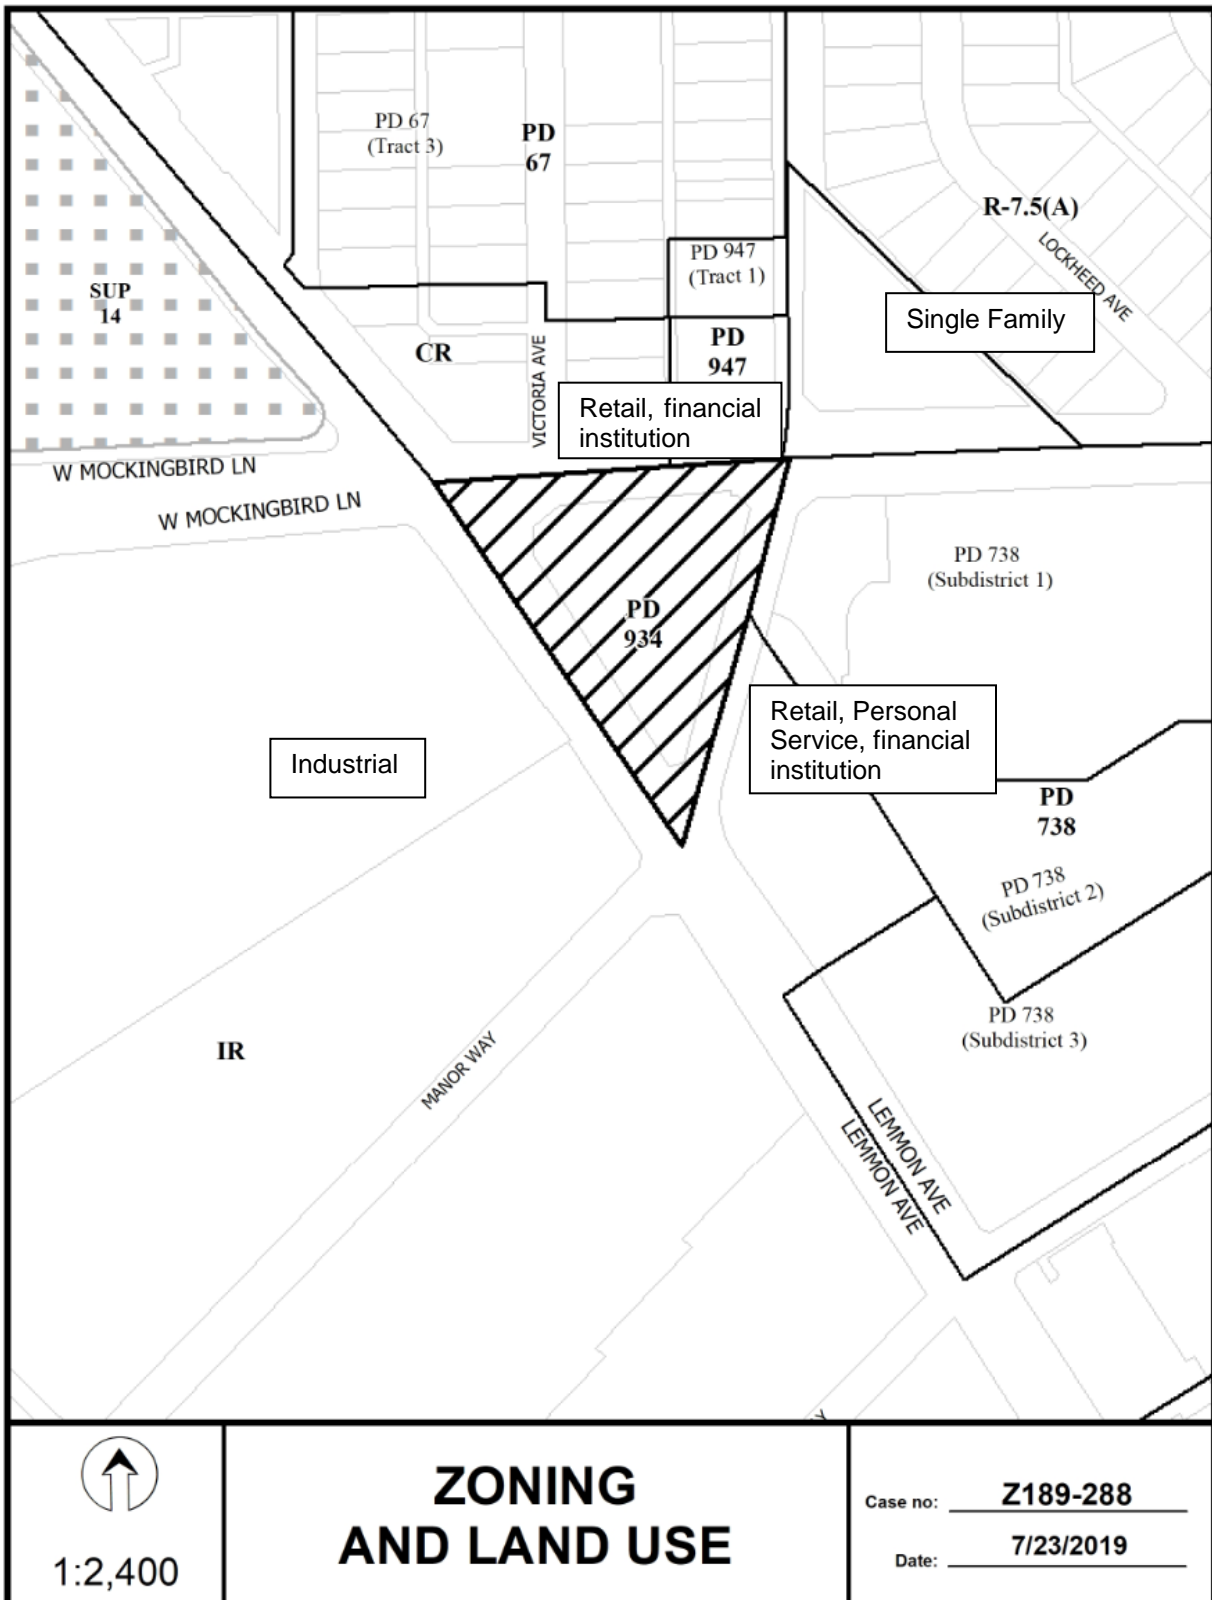 PD 67
(Tract 3)
PD
67
R-7.5(A)
LOCKHEED AVE
PD 947
(Tract 1)
SUP
14
Single Family
CR
VICTORIA AVE
PD
947
Retail, financial
institution
W MOCKINGBIRD LN
W MOCKINGBIRD LN
PD 738
(Subdistrict 1)
PD
934
Retail, Personal
Service, financial
institution
Industrial
PD
738
PD 738
(Subdistrict 2)
PD 738
(Subdistrict 3)
IR
MANOR WAY
LEMMON AVE
LEMMON AVE
1:2,400
ZONING
AND LAND USE
Case no: Z189-288
Date: 7/23/2019